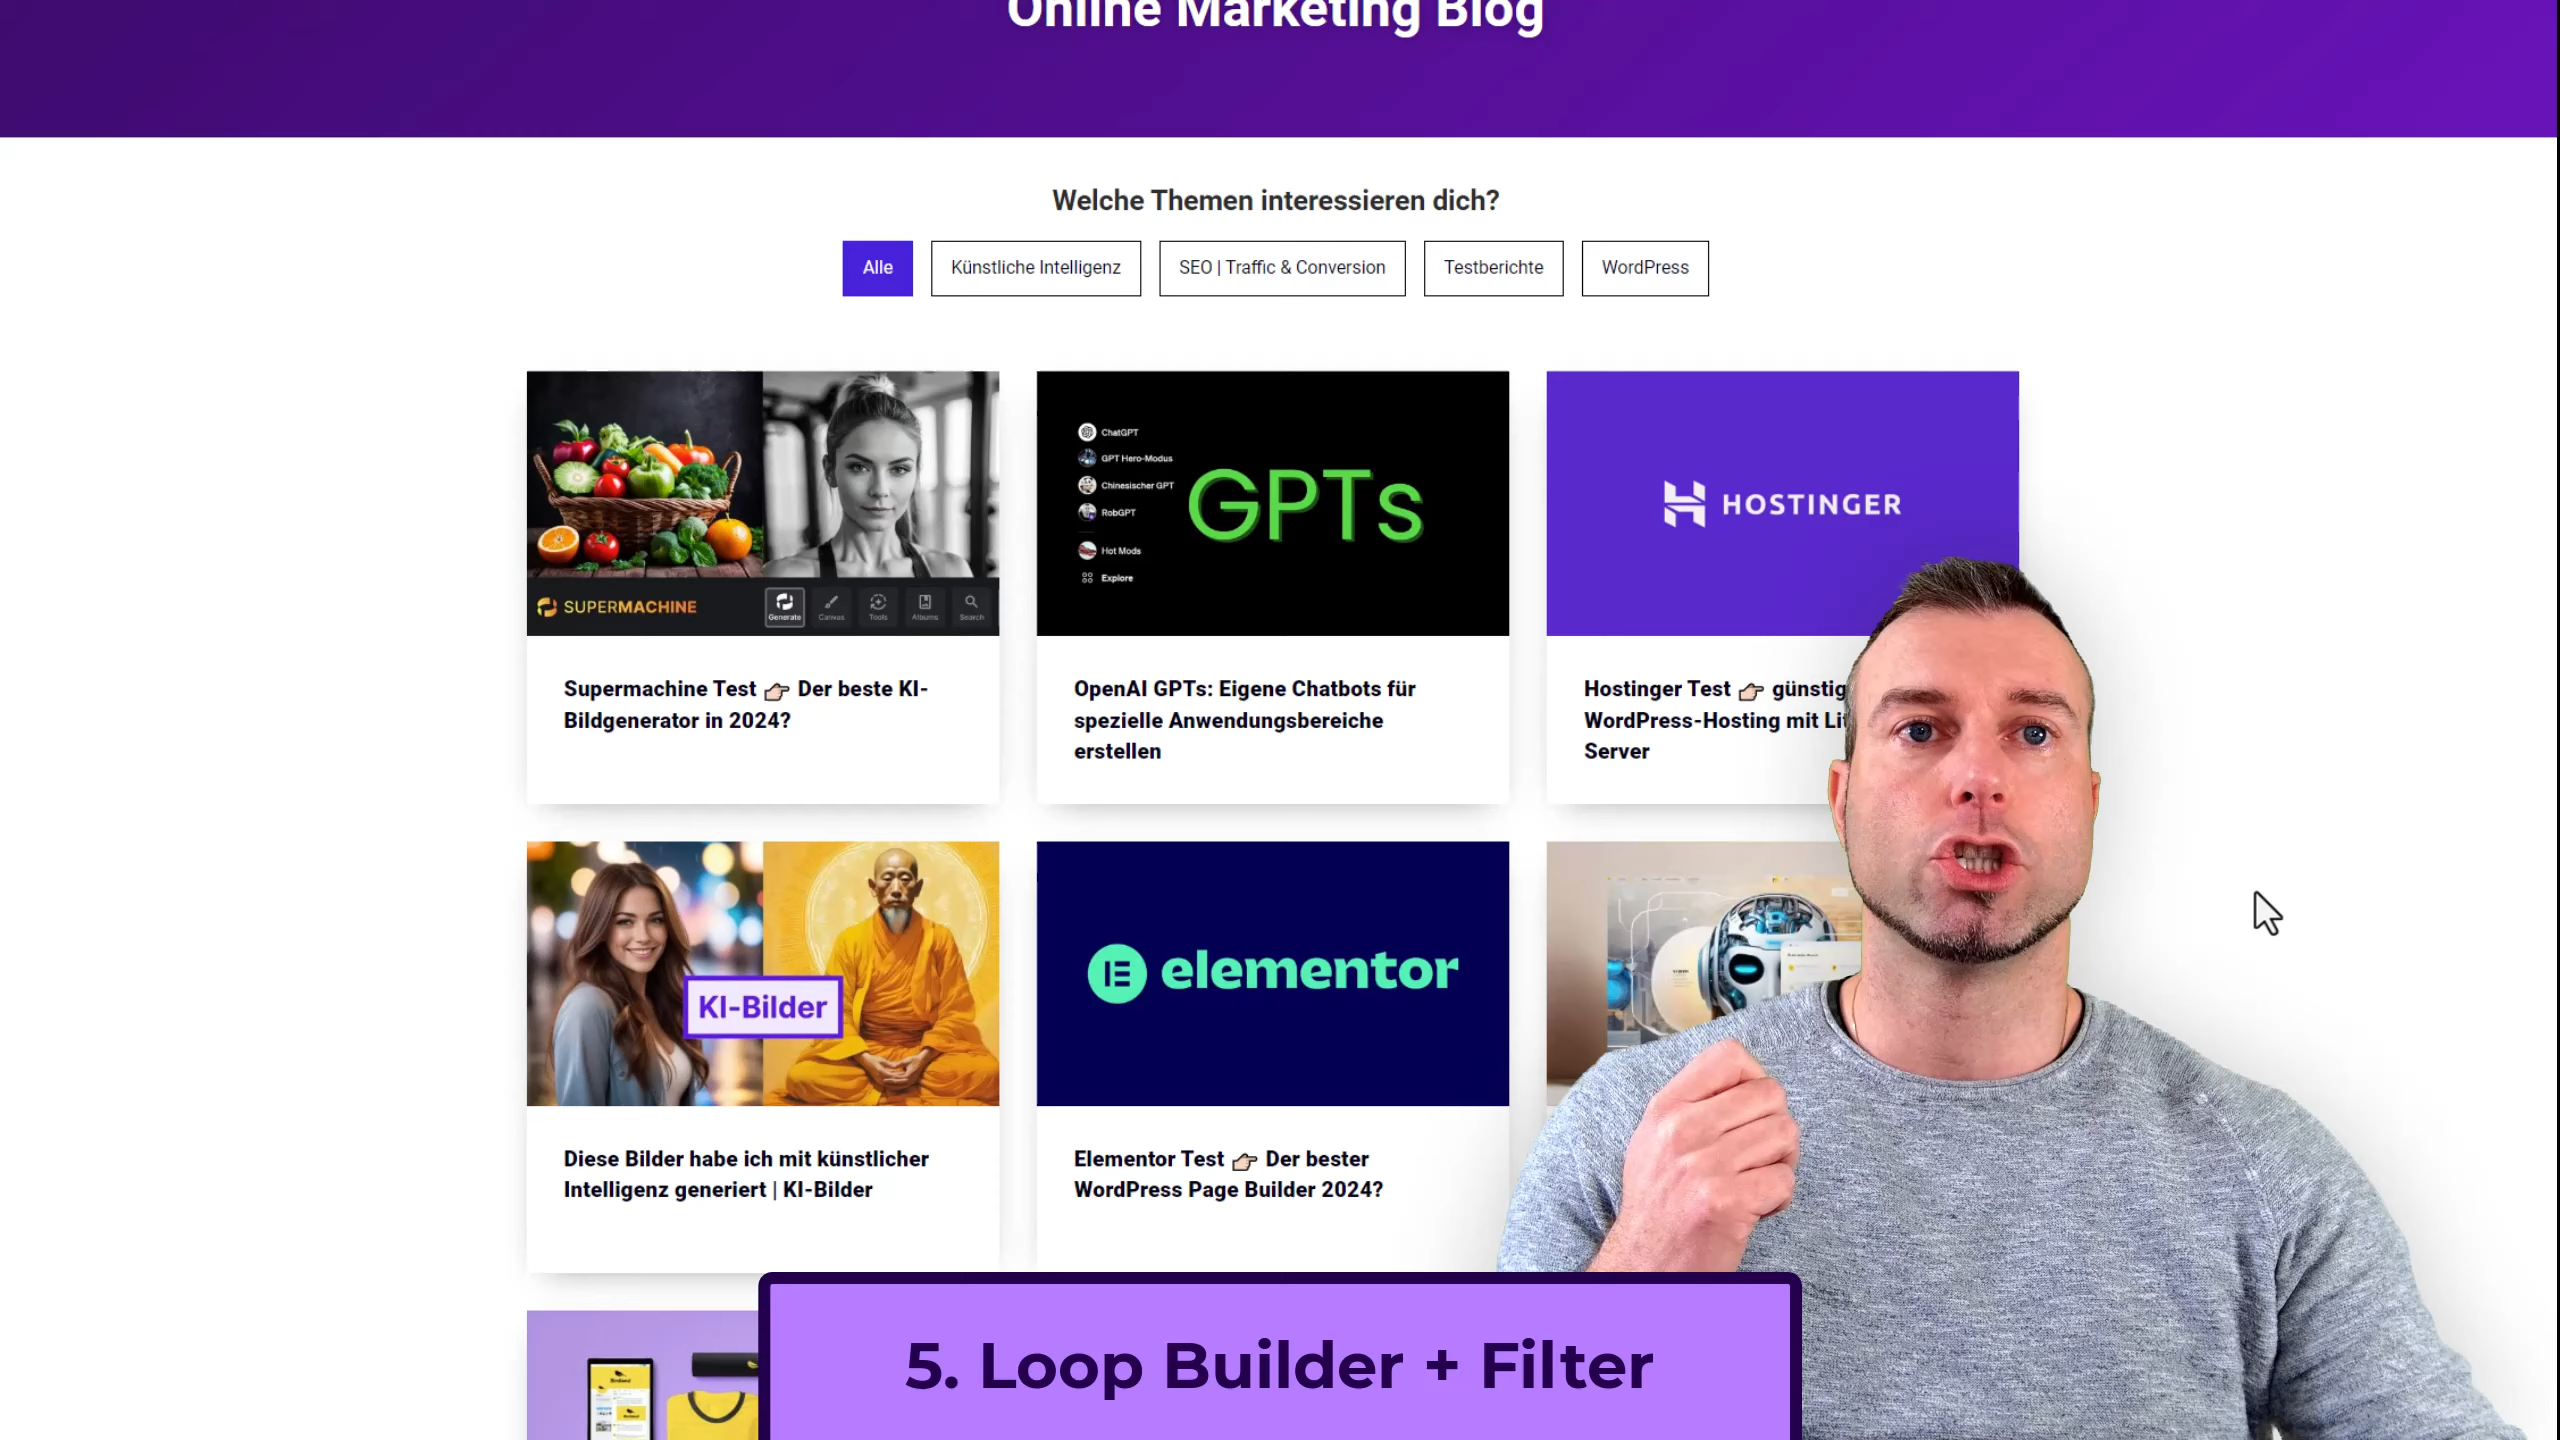 Online Marketing Blog
Welche Themen interessieren dich?
Alle
Künstliche Intelligenz
SEO | Traffic & Conversion
Testberichte
WordPress
ChatGPT
GPT Hero-Modus
Chinesischer GPT
RobGPT
Hot Mods
Explore
GPTs
HOSTINGER
SUPERMACHINE
Generate
Canvas
Tools
Albums
Search
Supermachine Test 👉 Der beste KI-
Bildgenerator in 2024?
OpenAI GPTs: Eigene Chatbots für
spezielle Anwendungsbereiche
erstellen
Hostinger Test 👉 günstig
WordPress-Hosting mit Li
Server
KI-Bilder
elementor
Diese Bilder habe ich mit künstlicher
Intelligenz generiert | KI-Bilder
Elementor Test 👉 Der bester
WordPress Page Builder 2024?
5. Loop Builder + Filter